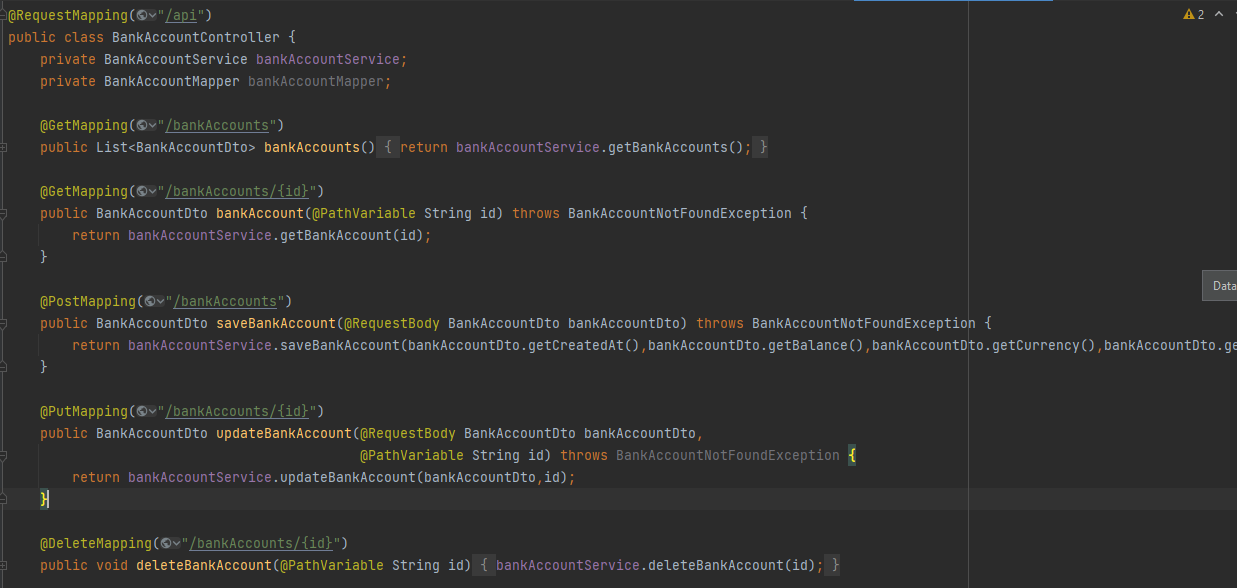 @RequestMapping("/api")
public class BankAccountController {
    private BankAccountService bankAccountService;
    private BankAccountMapper bankAccountMapper;
    @GetMapping("/bankAccounts")
    public List<BankAccountDto> bankAccounts() { return bankAccountService.getBankAccounts(); }
    @GetMapping("/bankAccounts/{id}")
    public BankAccountDto bankAccount(@PathVariable String id) throws BankAccountNotFoundException {
        return bankAccountService.getBankAccount(id);
    }
    @PostMapping("/bankAccounts")
    public BankAccountDto saveBankAccount(@RequestBody BankAccountDto bankAccountDto) throws BankAccountNotFoundException {
        return bankAccountService.saveBankAccount(bankAccountDto.getCreatedAt(),bankAccountDto.getBalance(),bankAccountDto.getCurrency(),bankAccountDto.ge
    }
    @PutMapping("/bankAccounts/{id}")
    public BankAccountDto updateBankAccount(@RequestBody BankAccountDto bankAccountDto,
                                            @PathVariable String id) throws BankAccountNotFoundException {
        return bankAccountService.updateBankAccount(bankAccountDto,id);
    }
    @DeleteMapping("/bankAccounts/{id}")
    public void deleteBankAccount(@PathVariable String id) { bankAccountService.deleteBankAccount(id); }
2
Data